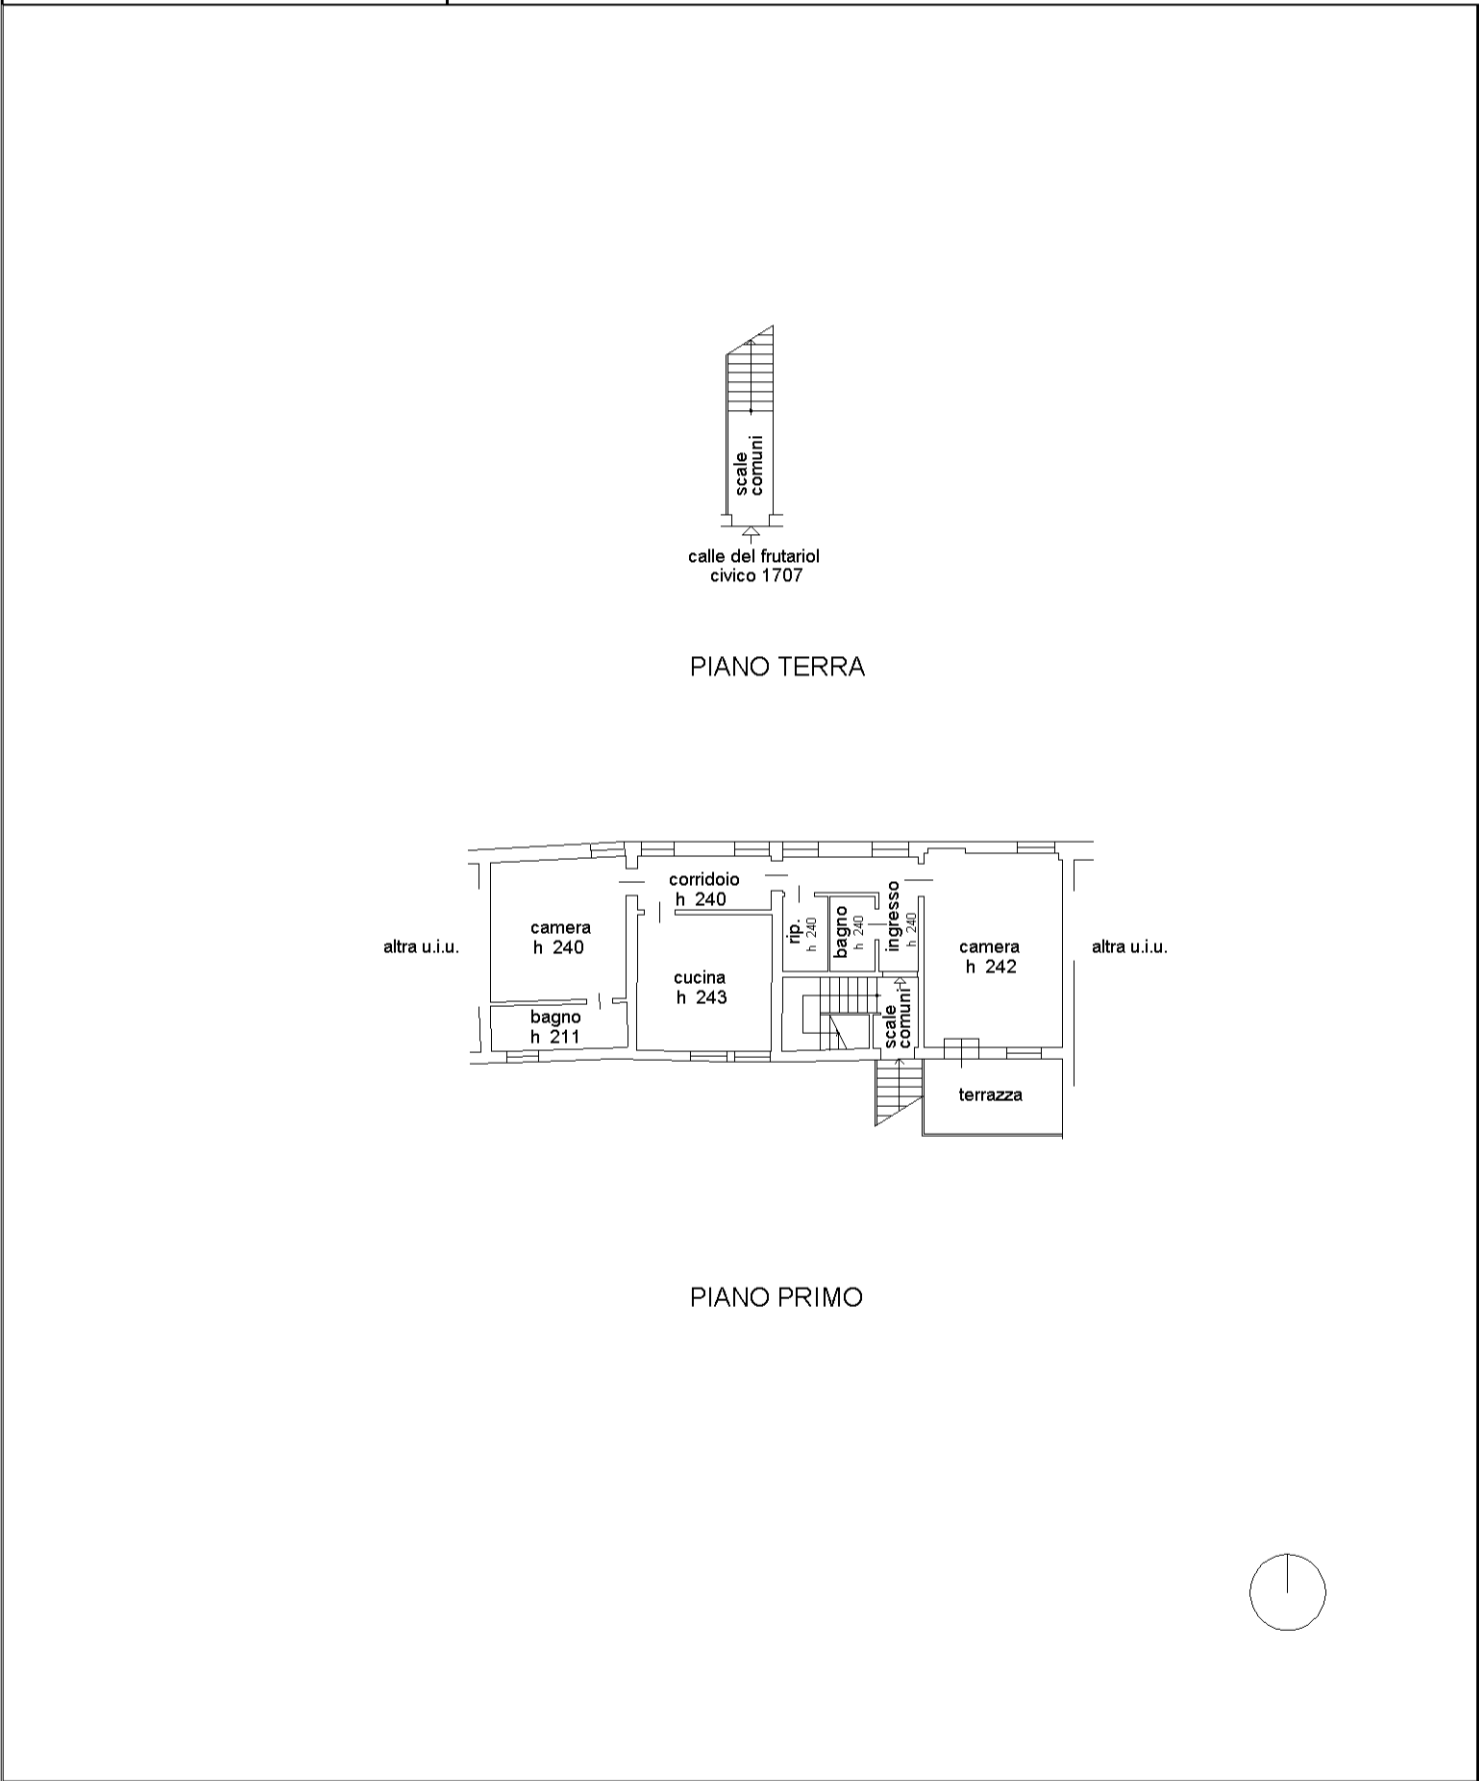 scale
comuni
calle del frutariol
civico 1707
PIANO TERRA
corridoio
h 240
camera
h 240
altra u.i.u.
cucina
h 243
bagno
h 211
rip.
h 240
bagno
h 240
ingresso
h 240
camera
h 242
altra u.i.u.
scale
comuni
terrazza
PIANO PRIMO